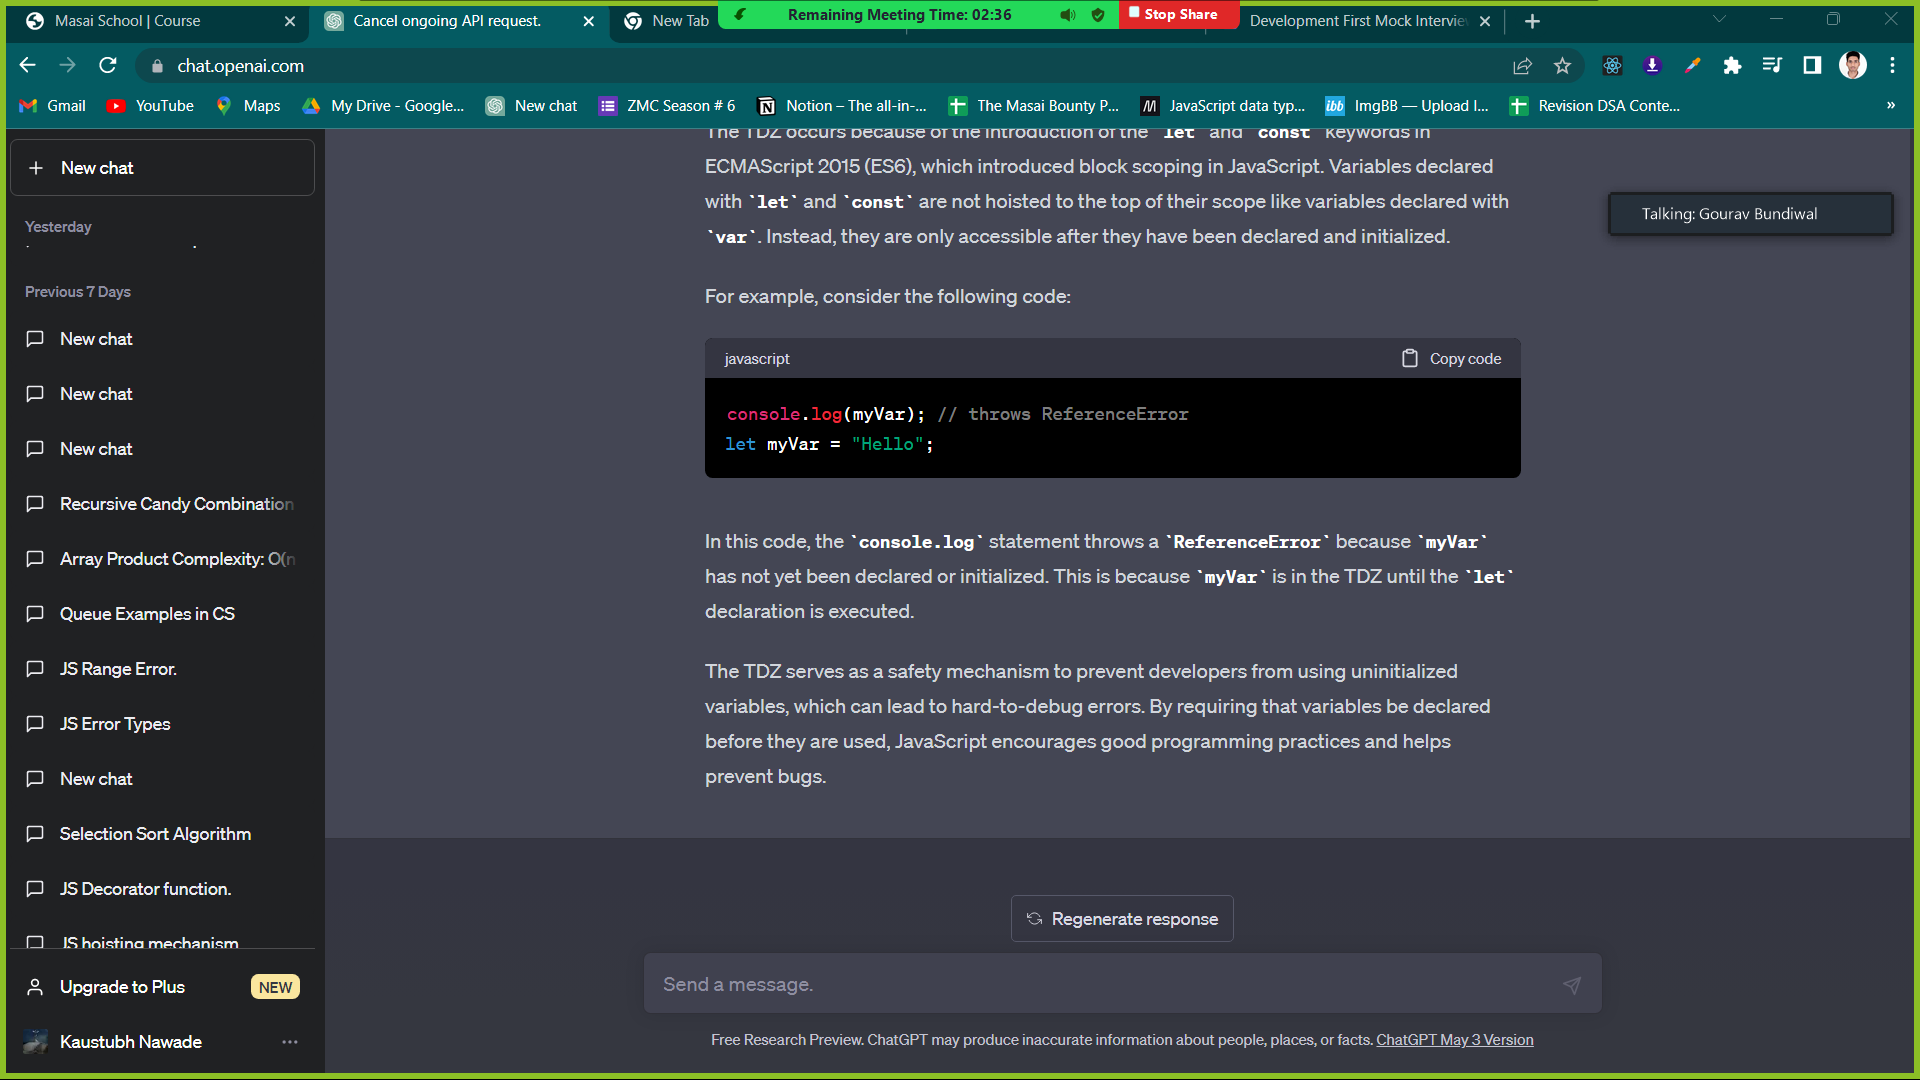 Masai School | Course
Cancel ongoing API request.
New Tab
Remaining Meeting Time: 02:36
Stop Share
Development First Mock Intervie
chat.openai.com
Gmail
YouTube
Maps
My Drive - Google...
New chat
ZMC Season # 6
Notion – The all-in-...
The Masai Bounty P...
JavaScript data typ...
ImgBB — Upload I...
Revision DSA Conte...
»
New chat
Yesterday
Previous 7 Days
New chat
New chat
New chat
Recursive Candy Combination
Array Product Complexity: O(n
Queue Examples in CS
JS Range Error.
JS Error Types
New chat
Selection Sort Algorithm
JS Decorator function.
JS hoisting mechanism
Upgrade to Plus
NEW
Kaustubh Nawade
The TDZ occurs because of the introduction of the `let` and `const` keywords in
ECMAScript 2015 (ES6), which introduced block scoping in JavaScript. Variables declared
with `let` and `const` are not hoisted to the top of their scope like variables declared with
`var`. Instead, they are only accessible after they have been declared and initialized.
For example, consider the following code:
javascript
Copy code
console.log(myVar); // throws ReferenceError
let myVar = "Hello";
In this code, the `console.log` statement throws a `ReferenceError` because `myVar`
has not yet been declared or initialized. This is because `myVar` is in the TDZ until the `let`
declaration is executed.
The TDZ serves as a safety mechanism to prevent developers from using uninitialized
variables, which can lead to hard-to-debug errors. By requiring that variables be declared
before they are used, JavaScript encourages good programming practices and helps
prevent bugs.
Talking: Gourav Bundiwal
Regenerate response
Send a message.
Free Research Preview. ChatGPT may produce inaccurate information about people, places, or facts. ChatGPT May 3 Version